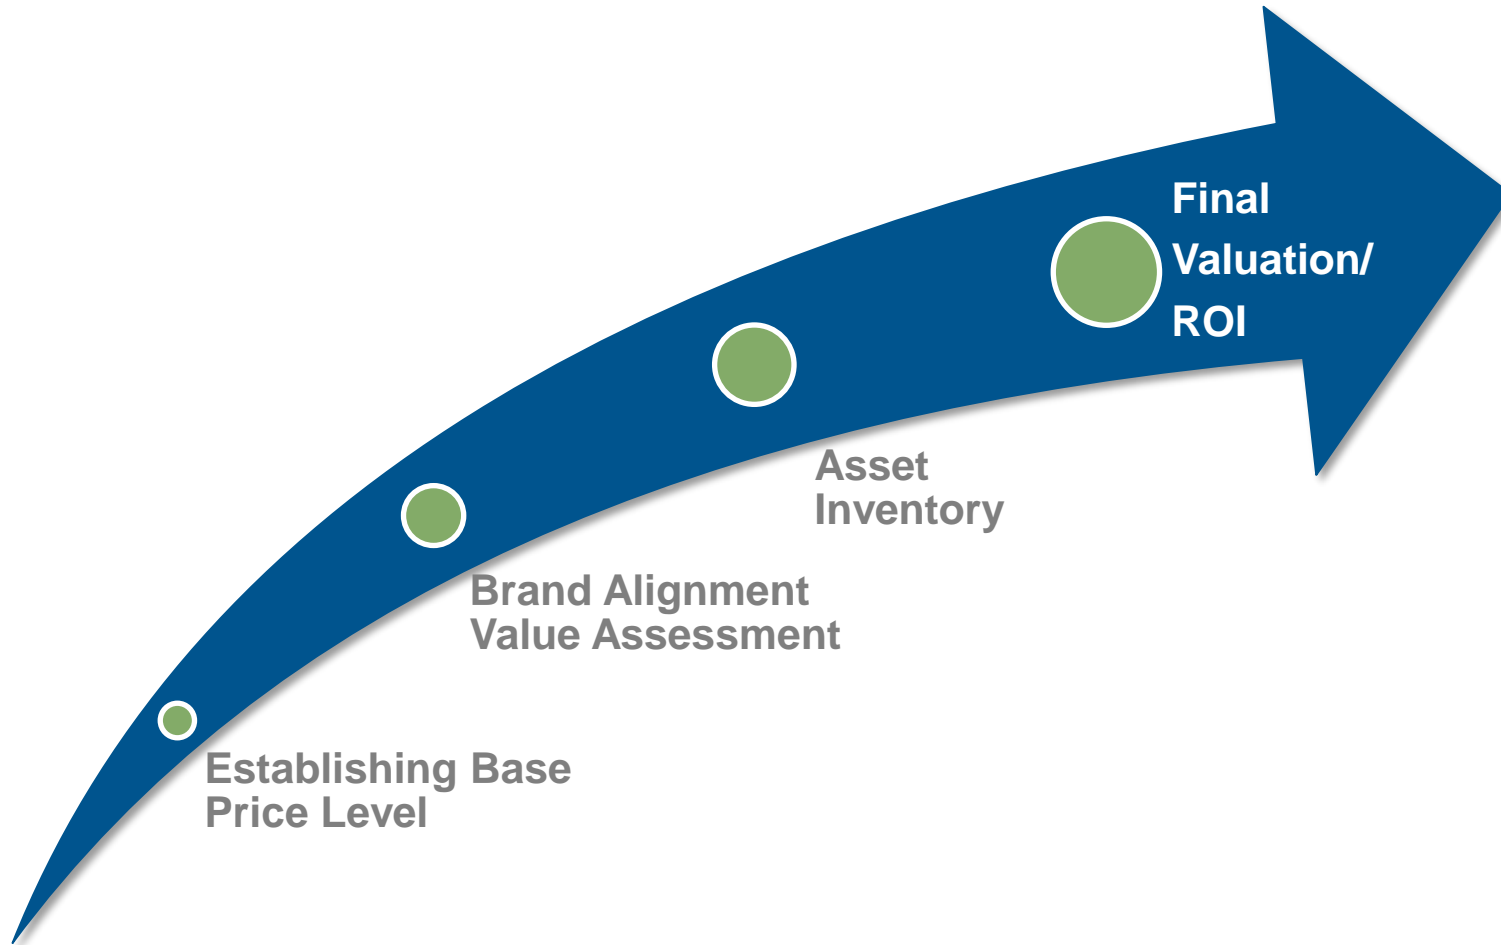 Final
Valuation/
ROI
Asset
Inventory
Brand Alignment
Value Assessment
Establishing Base
Price Level